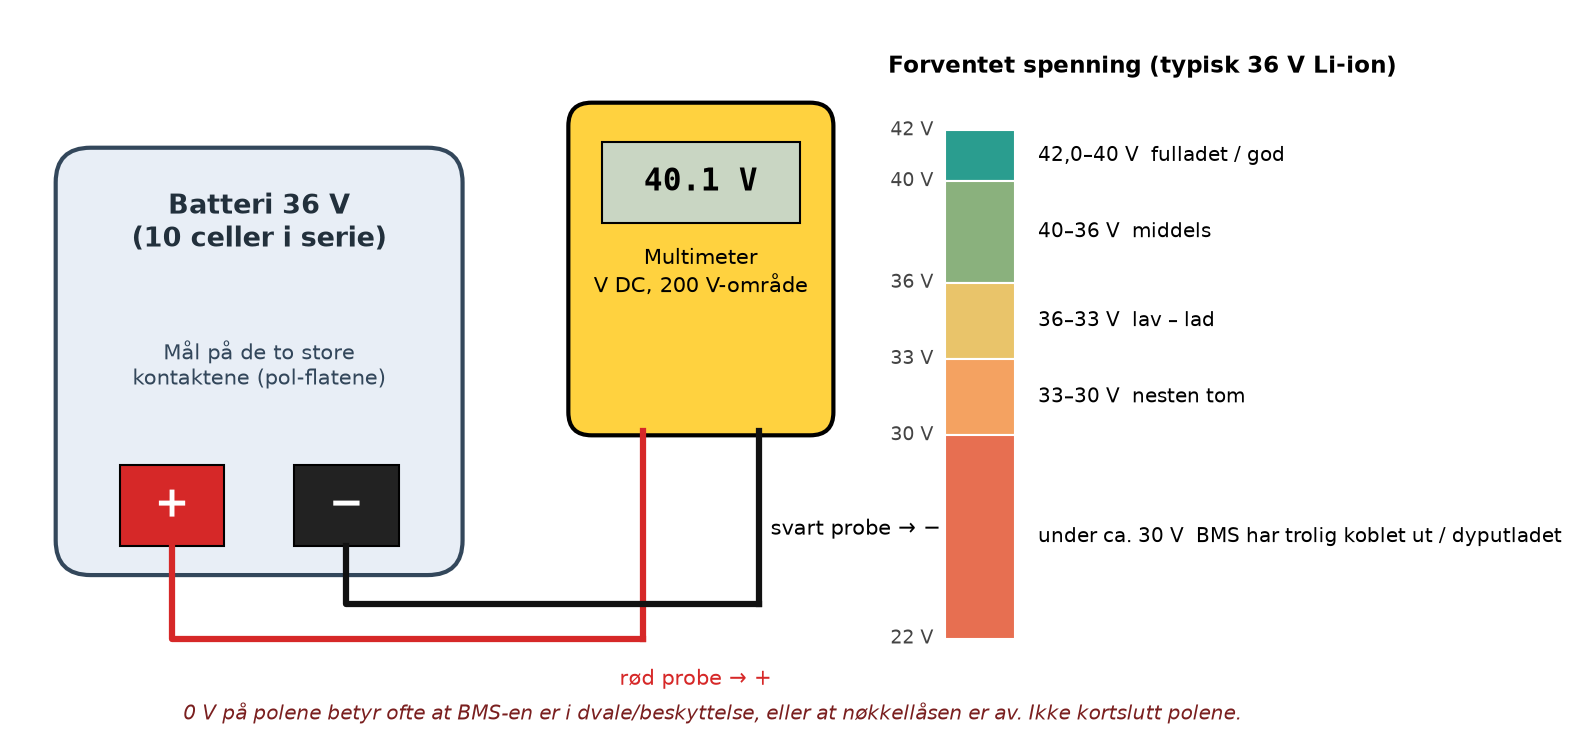 Forventet spenning (typisk 36 V Li-ion)
Batteri 36 V
(10 celler i serie)
Mål på de to store
kontaktene (pol-flatene)
+
−
40.1 V
Multimeter
V DC, 200 V-område
42 V
42,0–40 V  fulladet / god
40 V
40–36 V  middels
36 V
36–33 V  lav – lad
33 V
33–30 V  nesten tom
30 V
svart probe → −
under ca. 30 V  BMS har trolig koblet ut / dyputladet
22 V
rød probe → +
0 V på polene betyr ofte at BMS-en er i dvale/beskyttelse, eller at nøkkellåsen er av. Ikke kortslutt polene.